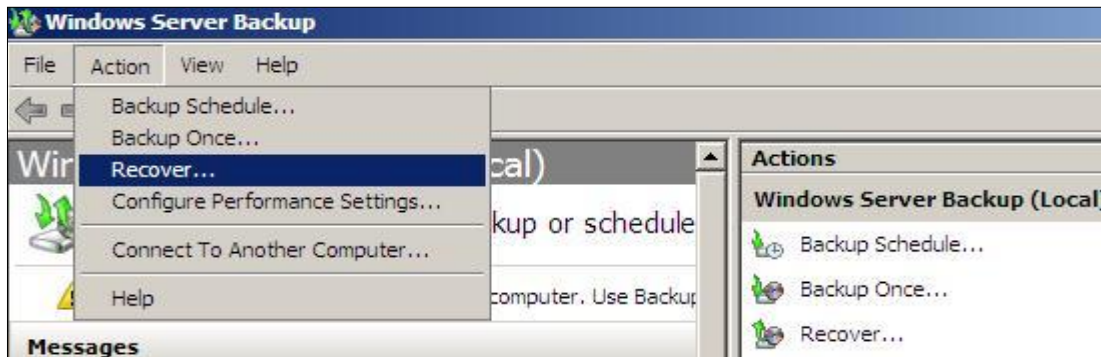 Windows Server Backup
File Action View Help
Backup Schedule...
Backup Once...
Recover...
Configure Performance Settings...
Connect To Another Computer...
Help
Wir cal)
kup or schedule
computer. Use Backup
Messages
Actions
Windows Server Backup (Local)
Backup Schedule...
Backup Once...
Recover...